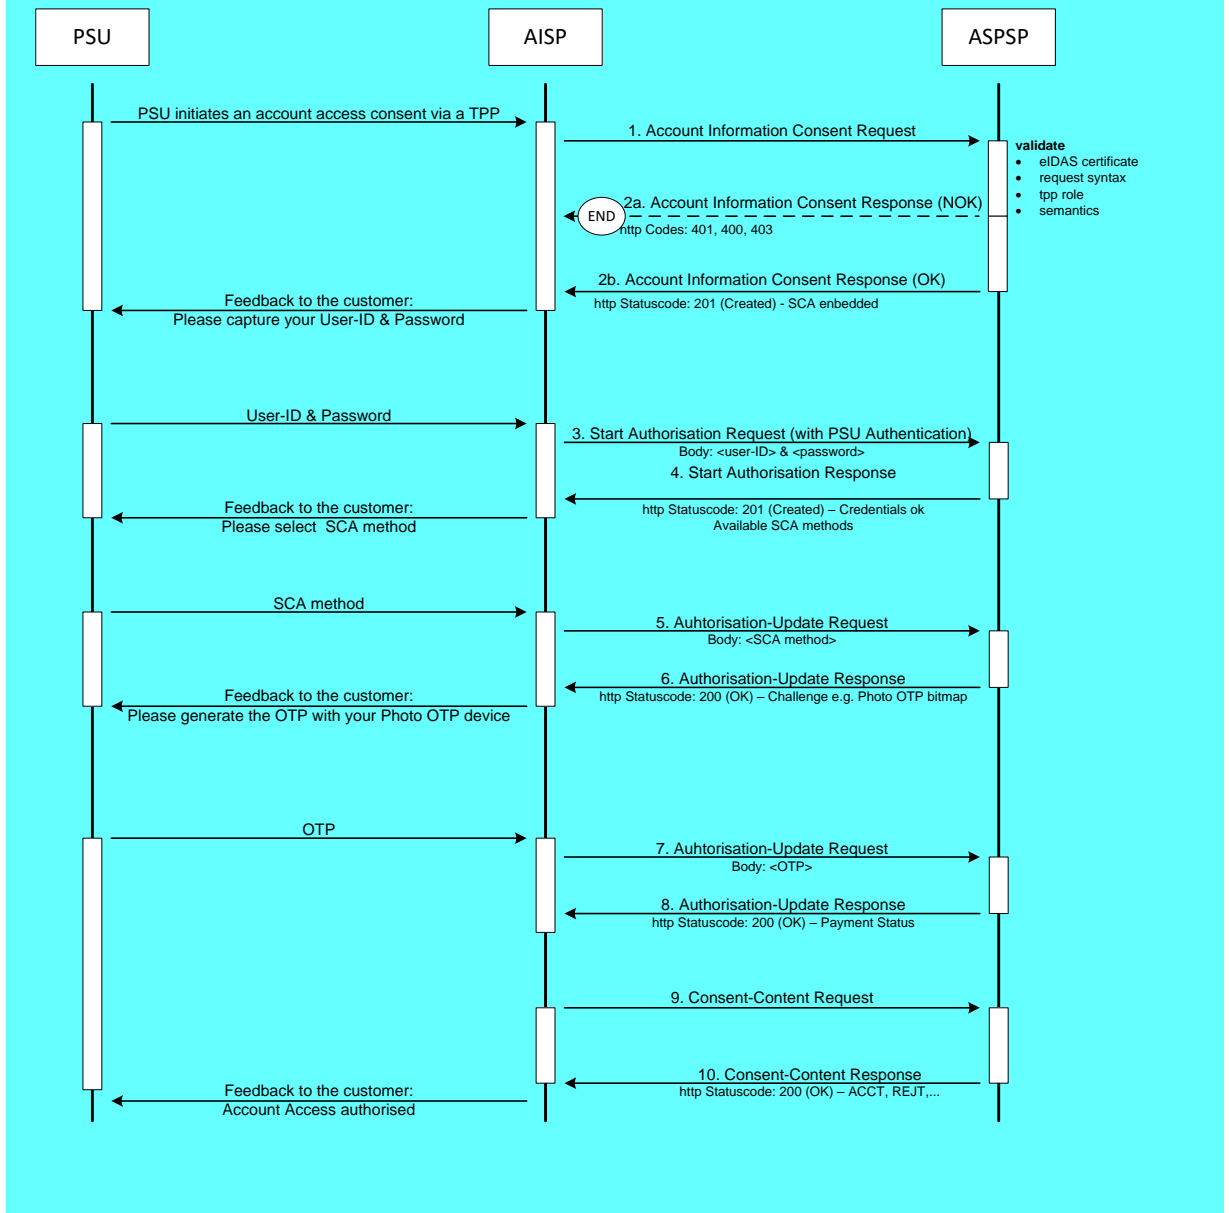 PSU
AISP
ASPSP
PSU initiates an account access consent via a TPP
1. Account Information Consent Request
validate
• eIDAS certificate
• request syntax
• tpp role
• semantics
2a. Account Information Consent Response (NOK)
END
http Codes: 401, 400, 403
2b. Account Information Consent Response (OK)
http Statuscode: 201 (Created) - SCA enbedded
Feedback to the customer:
Please capture your User-ID & Password
User-ID & Password
3. Start Authorisation Request (with PSU Authentication)
Body: <user-ID> & <password>
4. Start Authorisation Response
http Statuscode: 201 (Created) – Credentials ok
Available SCA methods
Feedback to the customer:
Please select  SCA method
SCA method
5. Auhtorisation-Update Request
Body: <SCA method>
6. Authorisation-Update Response
http Statuscode: 200 (OK) – Challenge e.g. Photo OTP bitmap
Feedback to the customer:
Please generate the OTP with your Photo OTP device
OTP
7. Auhtorisation-Update Request
Body: <OTP>
8. Authorisation-Update Response
http Statuscode: 200 (OK) – Payment Status
9. Consent-Content Request
10. Consent-Content Response
http Statuscode: 200 (OK) – ACCT, REJT,...
Feedback to the customer:
Account Access authorised